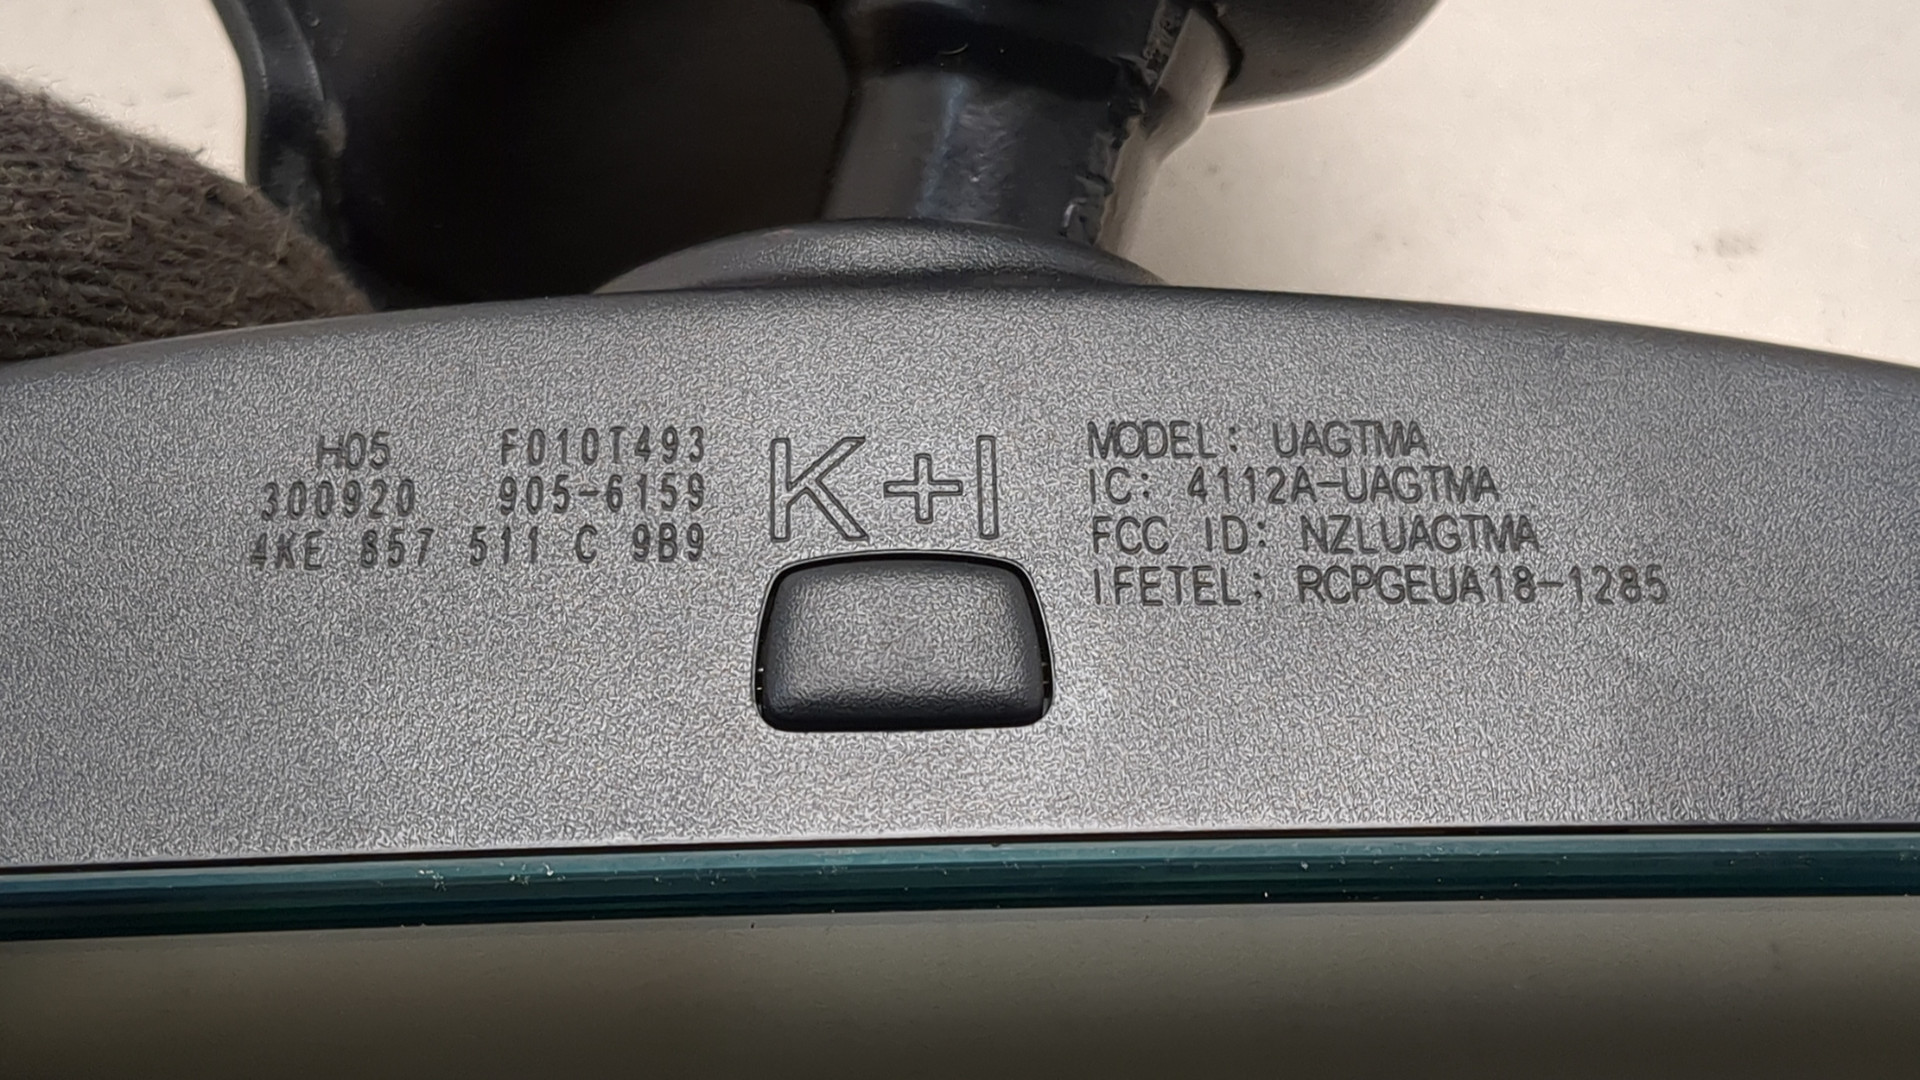 H05 F010T493
300920 905-6159
4KE 857 511 C 9B9
K+I
MODEL: UAGTMA
IC: 4112A-UAGTMA
FCC ID: NZLUAGTMA
IFETEL: RCPGEUA18-1285